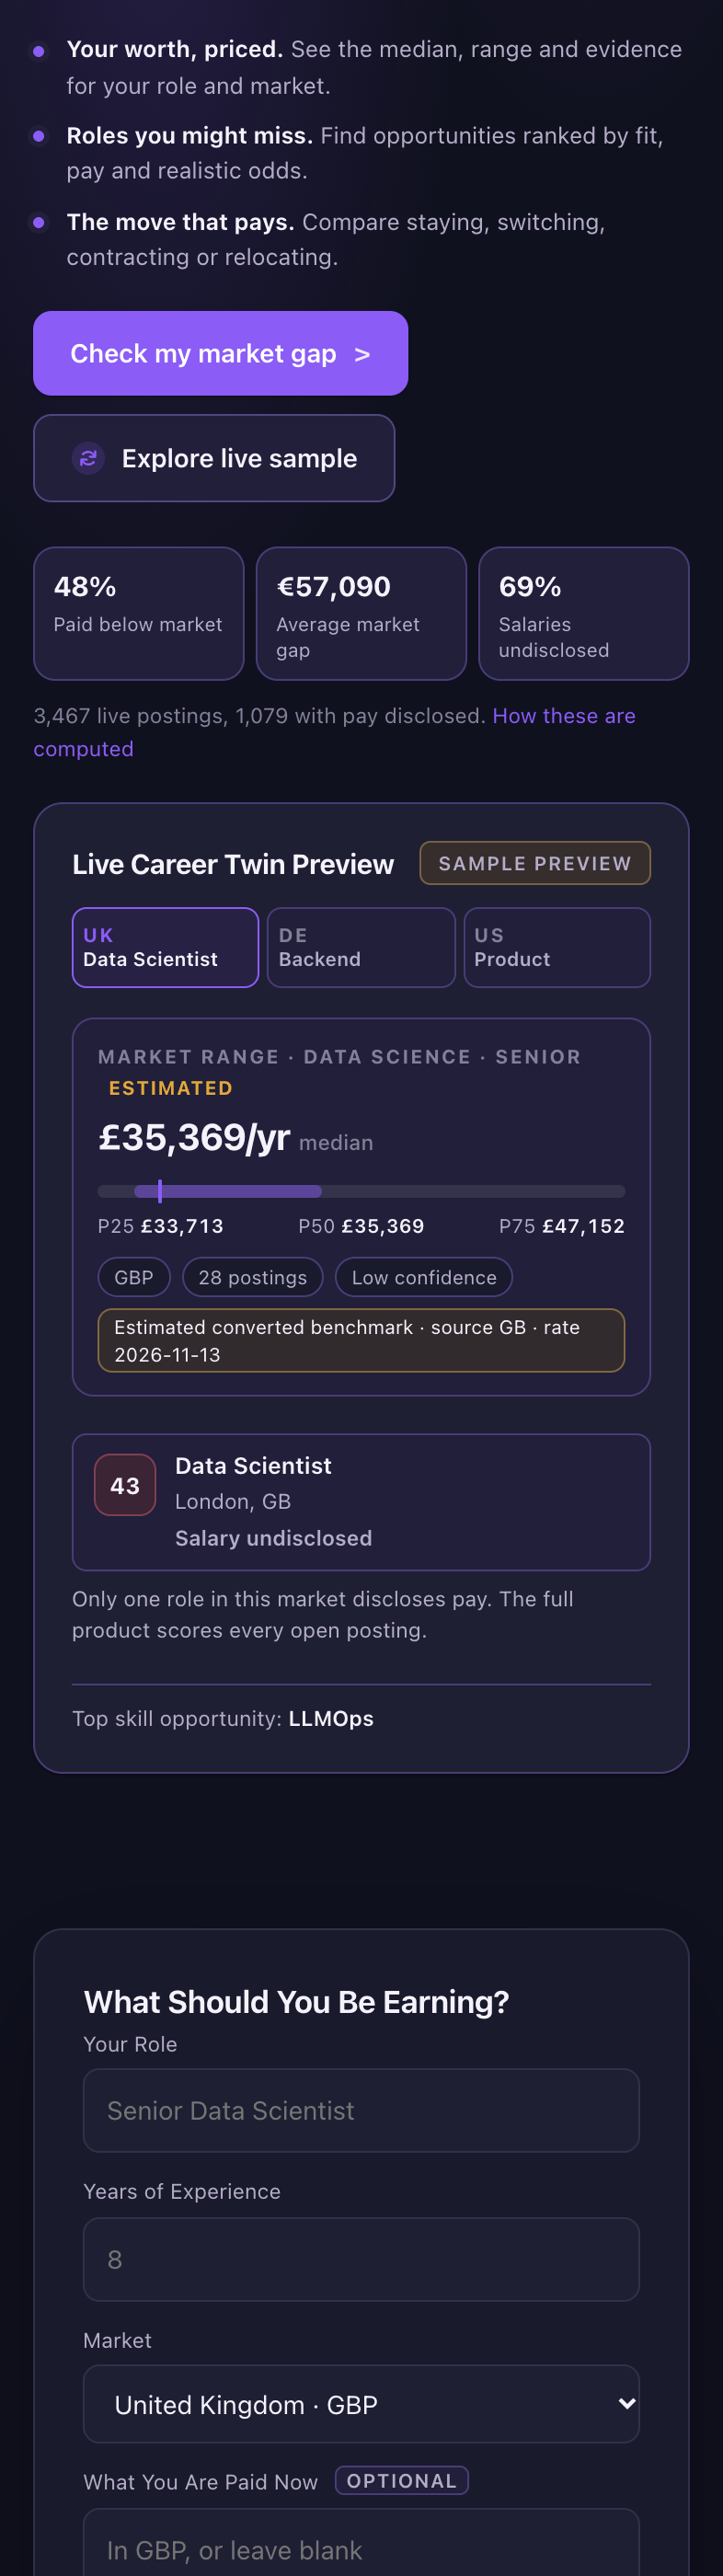 Your worth, priced. See the median, range and evidence
for your role and market.
Roles you might miss. Find opportunities ranked by fit,
pay and realistic odds.
The move that pays. Compare staying, switching,
contracting or relocating.
Check my market gap >
Explore live sample
48%
Paid below market
€57,090
Average market
gap
69%
Salaries
undisclosed
3,467 live postings, 1,079 with pay disclosed. How these are
computed
Live Career Twin Preview
SAMPLE PREVIEW
UK
Data Scientist
DE
Backend
US
Product
MARKET RANGE · DATA SCIENCE · SENIOR
ESTIMATED
£35,369/yr median
P25 £33,713
P50 £35,369
P75 £47,152
GBP
28 postings
Low confidence
Estimated converted benchmark · source GB · rate
2026-11-13
43
Data Scientist
London, GB
Salary undisclosed
Only one role in this market discloses pay. The full
product scores every open posting.
Top skill opportunity: LLMOps
What Should You Be Earning?
Your Role
Senior Data Scientist
Years of Experience
8
Market
United Kingdom · GBP
What You Are Paid Now OPTIONAL
In GBP, or leave blank